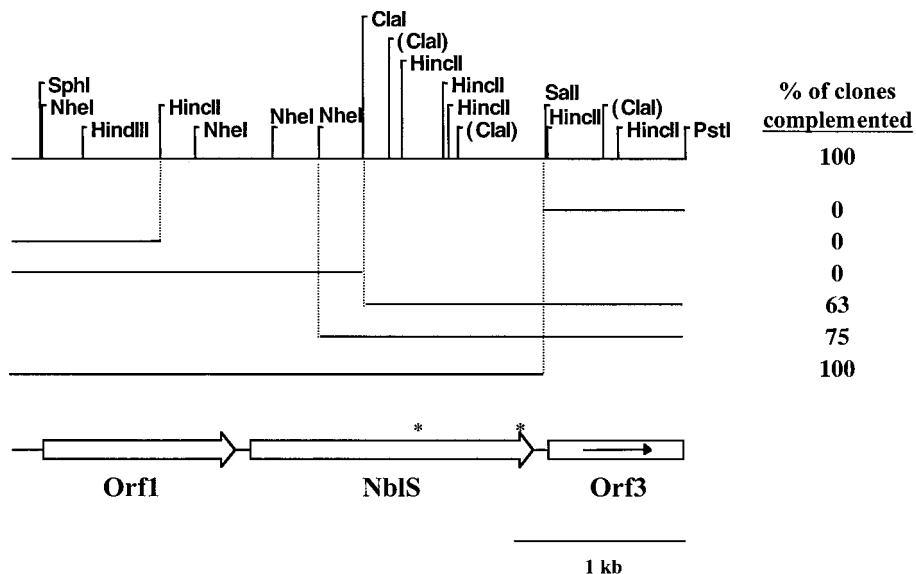 ClaI
(ClaI)
HincII
SphI
HincII
SalI
% of clones
NheI
HincII
HincII
HincII
(ClaI)
complemented
HindIII
NheI
NheI
NheI
(ClaI)
HincII
PstI
100
0
0
0
63
75
100
*
*
Orf1
NblS
Orf3
1 kb